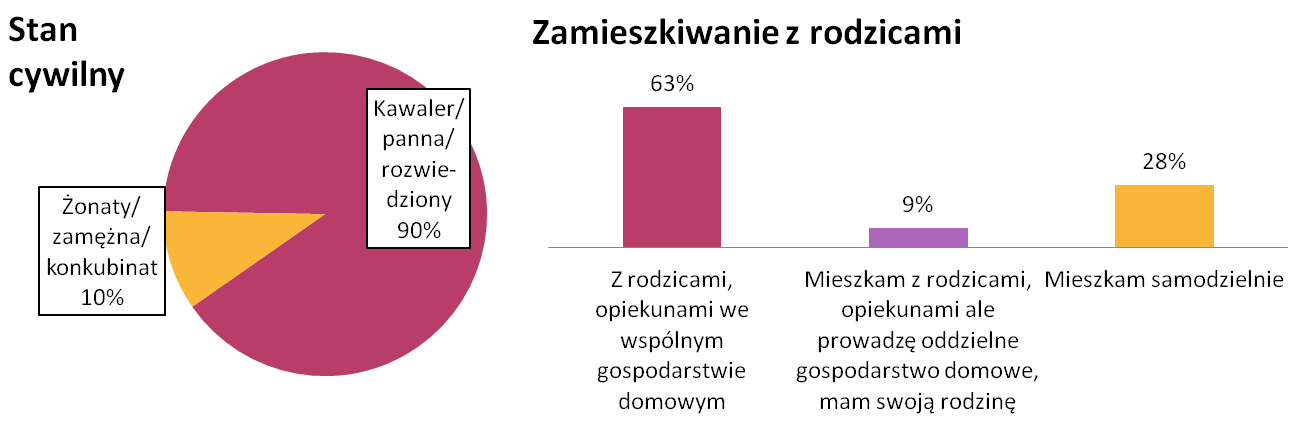 Stan
cywilny
Kawaler/
panna/
rozwie-
dziony
90%
Żonaty/
zamężna/
konkubinat
10%
Zamieszkiwanie z rodzicami
63%
9%
28%
Z rodzicami,
opiekunami we
wspólnym
gospodarstwie
domowym
Mieszkam z rodzicami,
opiekunami ale
prowadzę oddzielne
gospodarstwo domowe,
mam swoją rodzinę
Mieszkam samodzielnie